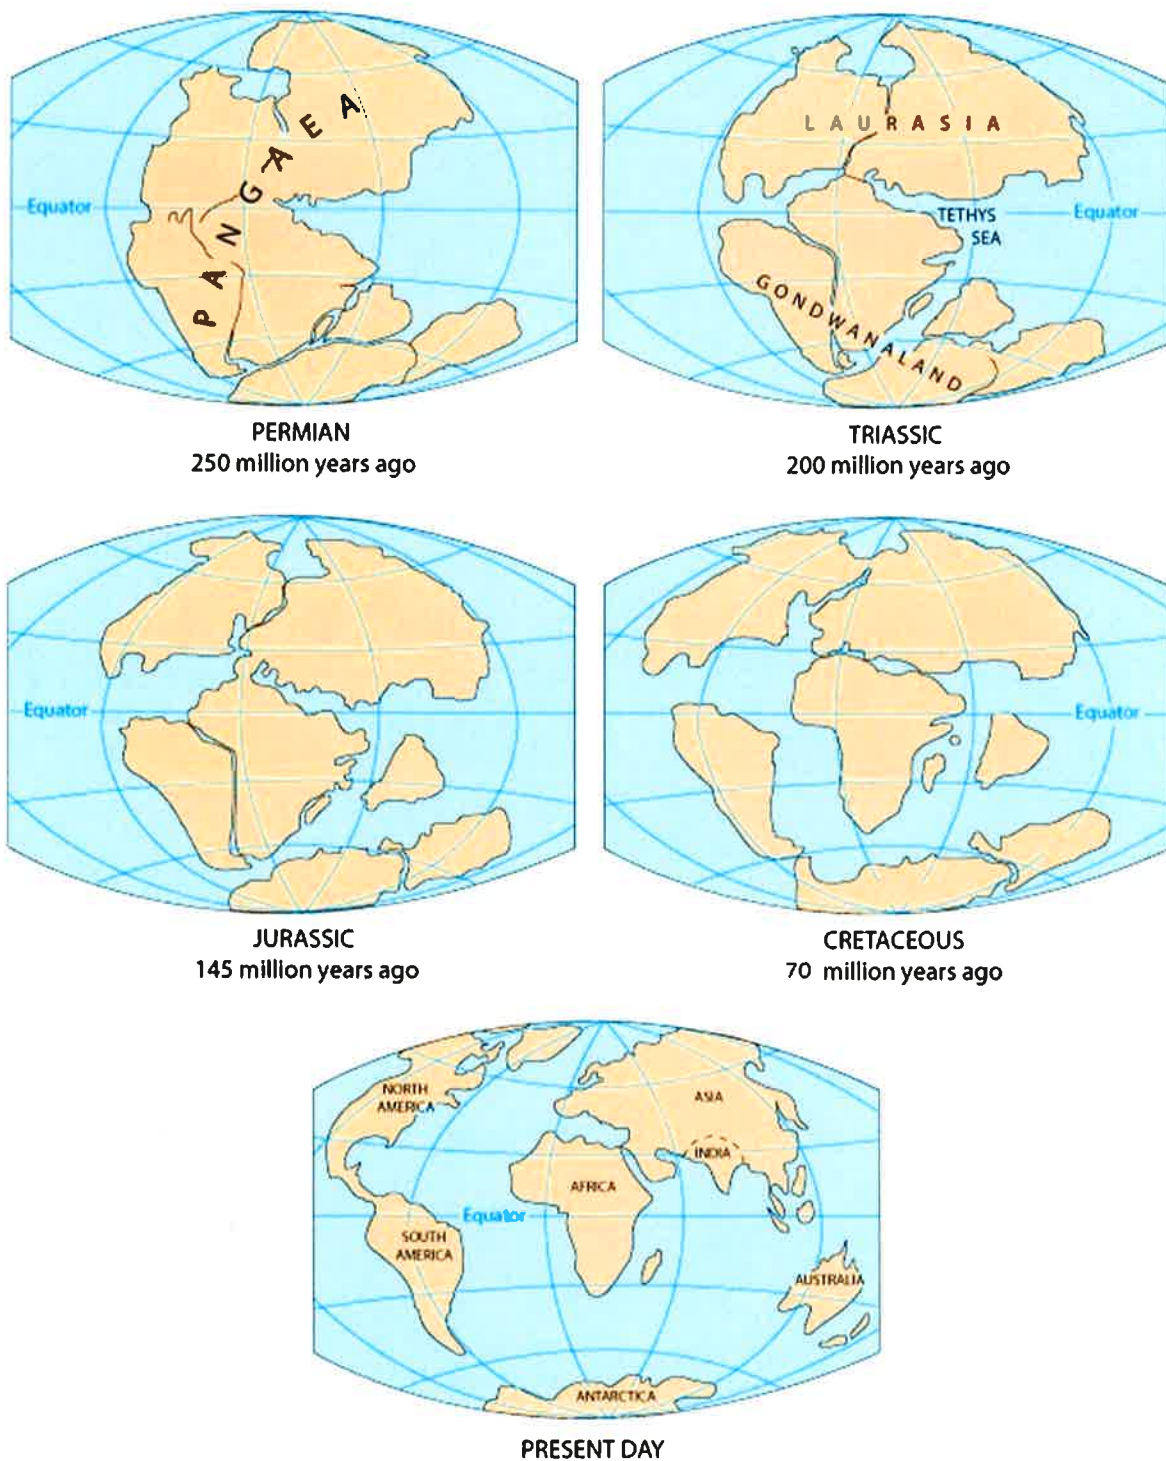 PANGAEA
Equator
PERMIAN
250 million years ago
LAURASIA
TETHYS
SEA
Equator
GONDWANALAND
TRIASSIC
200 million years ago
Equator
JURASSIC
145 million years ago
Equator
CRETACEOUS
70 million years ago
NORTH
AMERICA
ASIA
INDIA
AFRICA
Equator
SOUTH
AMERICA
AUSTRALIA
ANTARCTICA
PRESENT DAY